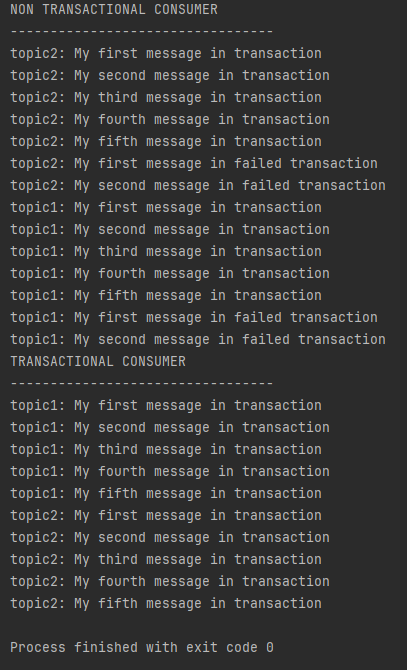 NON TRANSACTIONAL CONSUMER
---------------------------------
topic2: My first message in transaction
topic2: My second message in transaction
topic2: My third message in transaction
topic2: My fourth message in transaction
topic2: My fifth message in transaction
topic2: My first message in failed transaction
topic2: My second message in failed transaction
topic1: My first message in transaction
topic1: My second message in transaction
topic1: My third message in transaction
topic1: My fourth message in transaction
topic1: My fifth message in transaction
topic1: My first message in failed transaction
topic1: My second message in failed transaction
TRANSACTIONAL CONSUMER
---------------------------------
topic1: My first message in transaction
topic1: My second message in transaction
topic1: My third message in transaction
topic1: My fourth message in transaction
topic1: My fifth message in transaction
topic2: My first message in transaction
topic2: My second message in transaction
topic2: My third message in transaction
topic2: My fourth message in transaction
topic2: My fifth message in transaction
Process finished with exit code 0